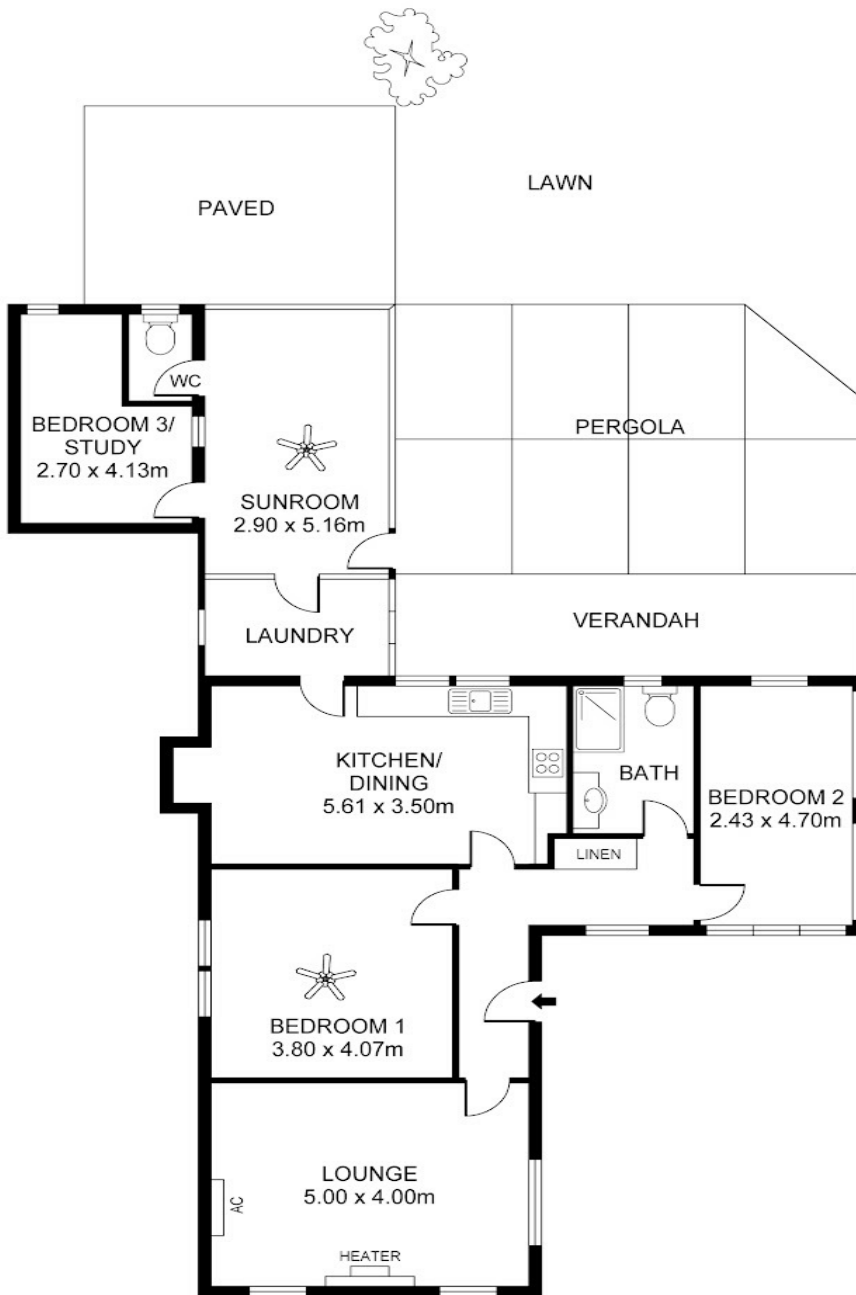 LAWN
PAVED
WC
BEDROOM 3/
STUDY
2.70 x 4.13m
PERGOLA
SUNROOM
2.90 x 5.16m
LAUNDRY
VERANDAH
KITCHEN/
DINING
5.61 x 3.50m
BATH
BEDROOM 2
2.43 x 4.70m
LINEN
BEDROOM 1
3.80 x 4.07m
LOUNGE
5.00 x 4.00m
AC
HEATER